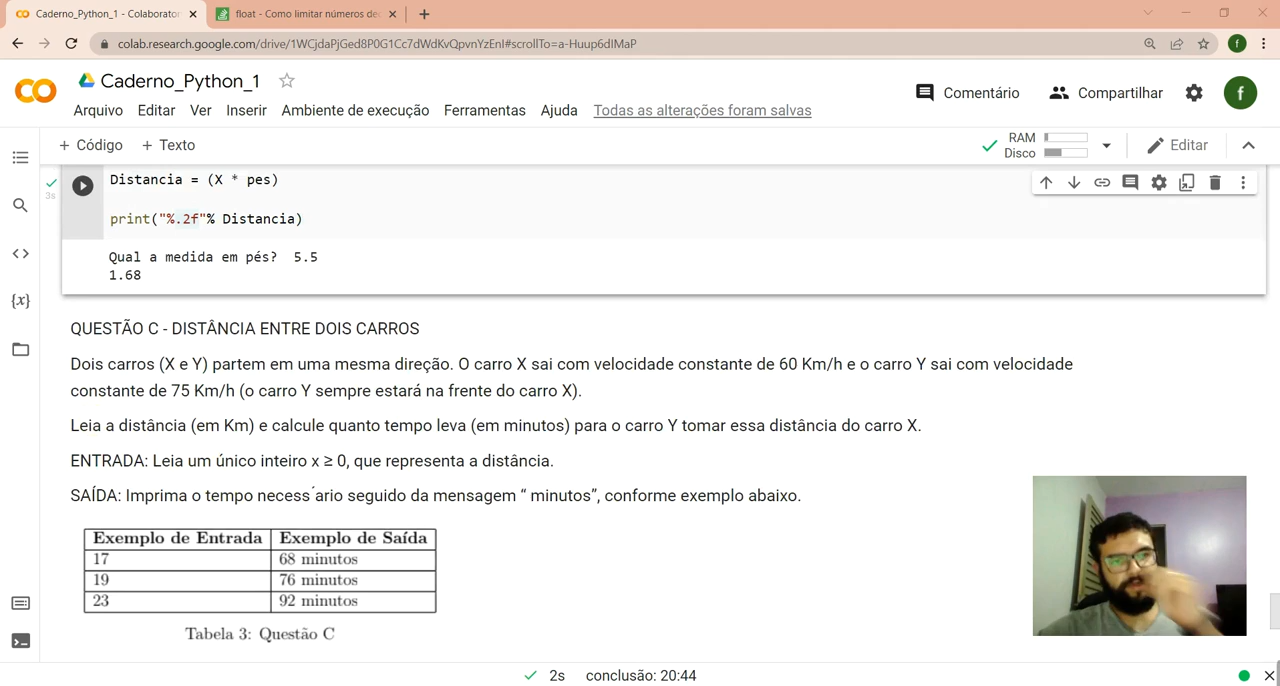 Caderno_Python_1 - Colaborator
float - Como limitar números de
colab.research.google.com/drive/1WCjdaPjGed8P0G1Cc7dWdKvQpvnYzEnI#scrollTo=a-Huup6dIMaP
f
CO
Caderno_Python_1
Comentário
Compartilhar
f
Arquivo Editar Ver Inserir Ambiente de execução Ferramentas Ajuda Todas as alterações foram salvas
+ Código + Texto
RAM
Disco
Editar
3s
Distancia = (X * pes)
print("%.2f"% Distancia)
Qual a medida em pés? 5.5
1.68
{x}
QUESTÃO C - DISTÂNCIA ENTRE DOIS CARROS
Dois carros (X e Y) partem em uma mesma direção. O carro X sai com velocidade constante de 60 Km/h e o carro Y sai com velocidade
constante de 75 Km/h (o carro Y sempre estará na frente do carro X).
Leia a distância (em Km) e calcule quanto tempo leva (em minutos) para o carro Y tomar essa distância do carro X.
ENTRADA: Leia um único inteiro x ≥ 0, que representa a distância.
SAÍDA: Imprima o tempo necess ́ario seguido da mensagem “ minutos”, conforme exemplo abaixo.
Exemplo de Entrada Exemplo de Saída
17 68 minutos
19 76 minutos
23 92 minutos
Tabela 3: Questão C
2s conclusão: 20:44